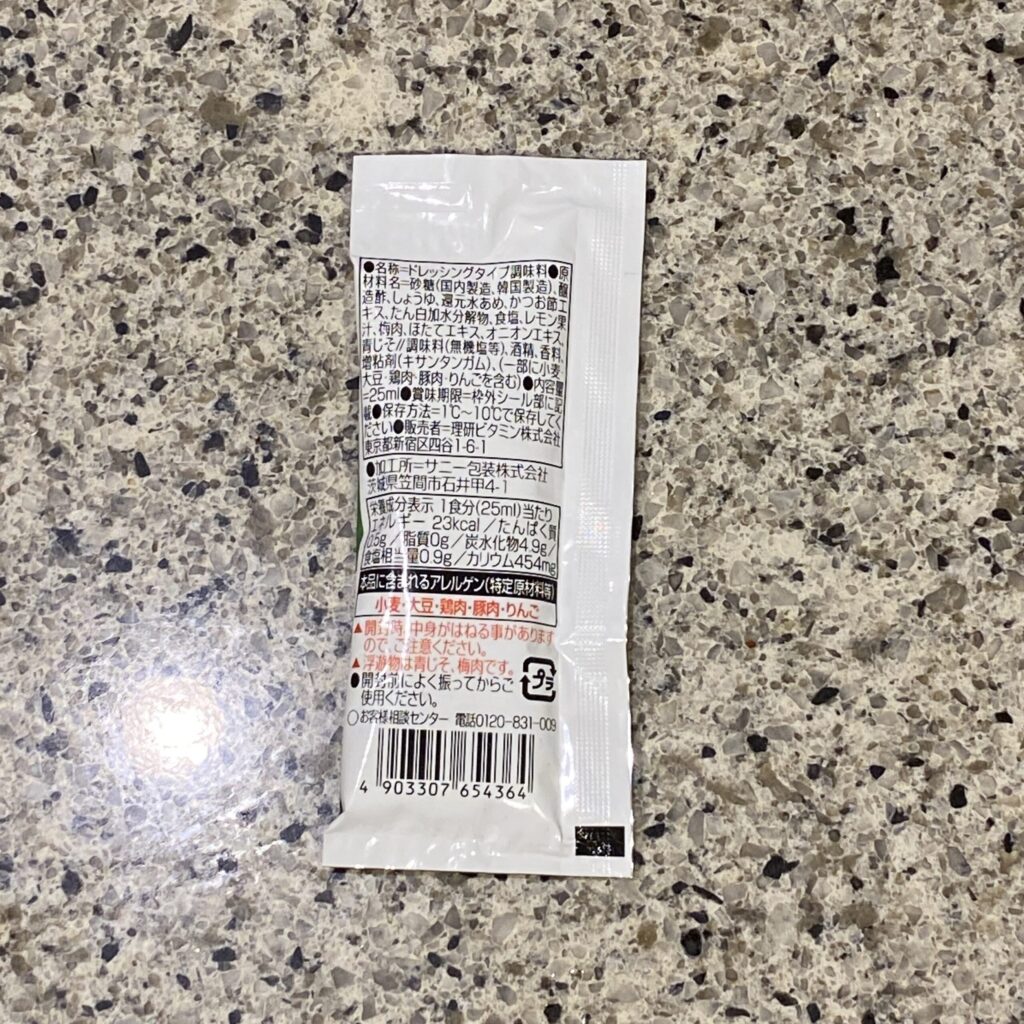 ●名称=ドレッシングタイプ調味料●原
材料名=砂糖(国内製造、韓国製造)、醸
造酢、しょうゆ、還元水あめ、かつお節エ
キス、たん白加水分解物、食塩、レモン果
汁、梅肉、ほたてエキス、オニオンエキス、
青じそ//調味料(無機塩等)、酒精、香料、
増粘剤(キサンタンガム)、(一部に小麦・
大豆・鶏肉・豚肉・りんごを含む)●内容量
=25ml●賞味期限=枠外シール部に記
載●保存方法=1℃~10℃で保存してく
ださい●販売者=理研ビタミン株式会社
東京都新宿区四谷1-6-1
●加工所=サニー包装株式会社
茨城県笠間市石井甲4-1
栄養成分表示 1食分(25ml)当たり
エネルギー 23kcal/たんぱく質
0.5g/脂質0g/炭水化物4.9g/
食塩相当量0.9g/カリウム454mg
本品に含まれるアレルゲン(特定原材料等)
小麦・大豆・鶏肉・豚肉・りんご
▲開封時、中身がはねる事があります
ので、ご注意ください。
▲浮遊物は青じそ、梅肉です。
●開封前によく振ってからご
使用ください。
プラ
○お客様相談センター 電話0120-831-009
4 903307 654364